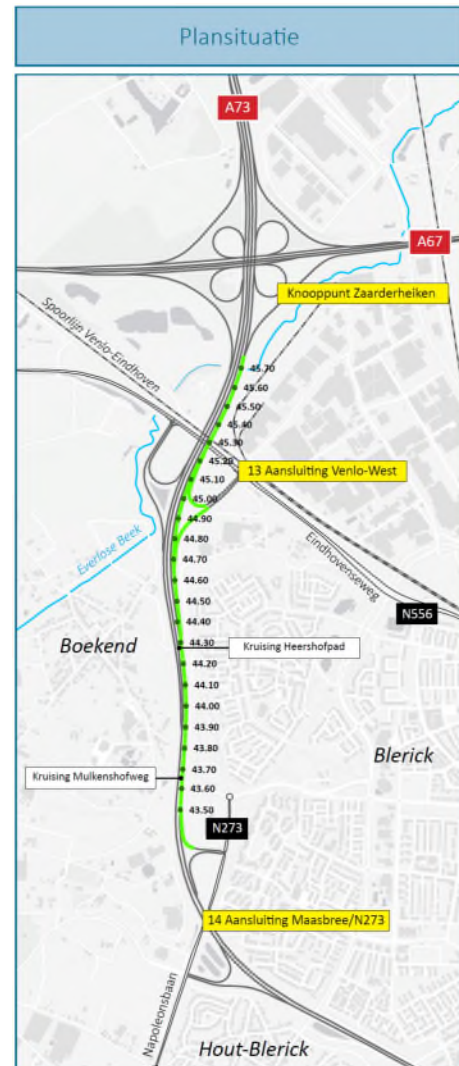 Plansituatie
A73
A67
Knooppunt Zaarderheiken
Spoorlijn Venlo-Eindhoven
45.70
45.60
45.50
45.40
45.30
45.20
13 Aansluiting Venlo-West
45.10
45.00
44.90
44.80
Everlose Beek
Eindhovenseweg
44.70
44.60
N556
44.50
44.40
Boekend
44.30
Kruising Heershofpad
44.20
44.10
44.00
43.90
Blerick
43.80
43.70
Kruising Mulkenshofweg
43.60
43.50
N273
14 Aansluiting Maasbree/N273
Napoleonsbaan
Hout-Blerick